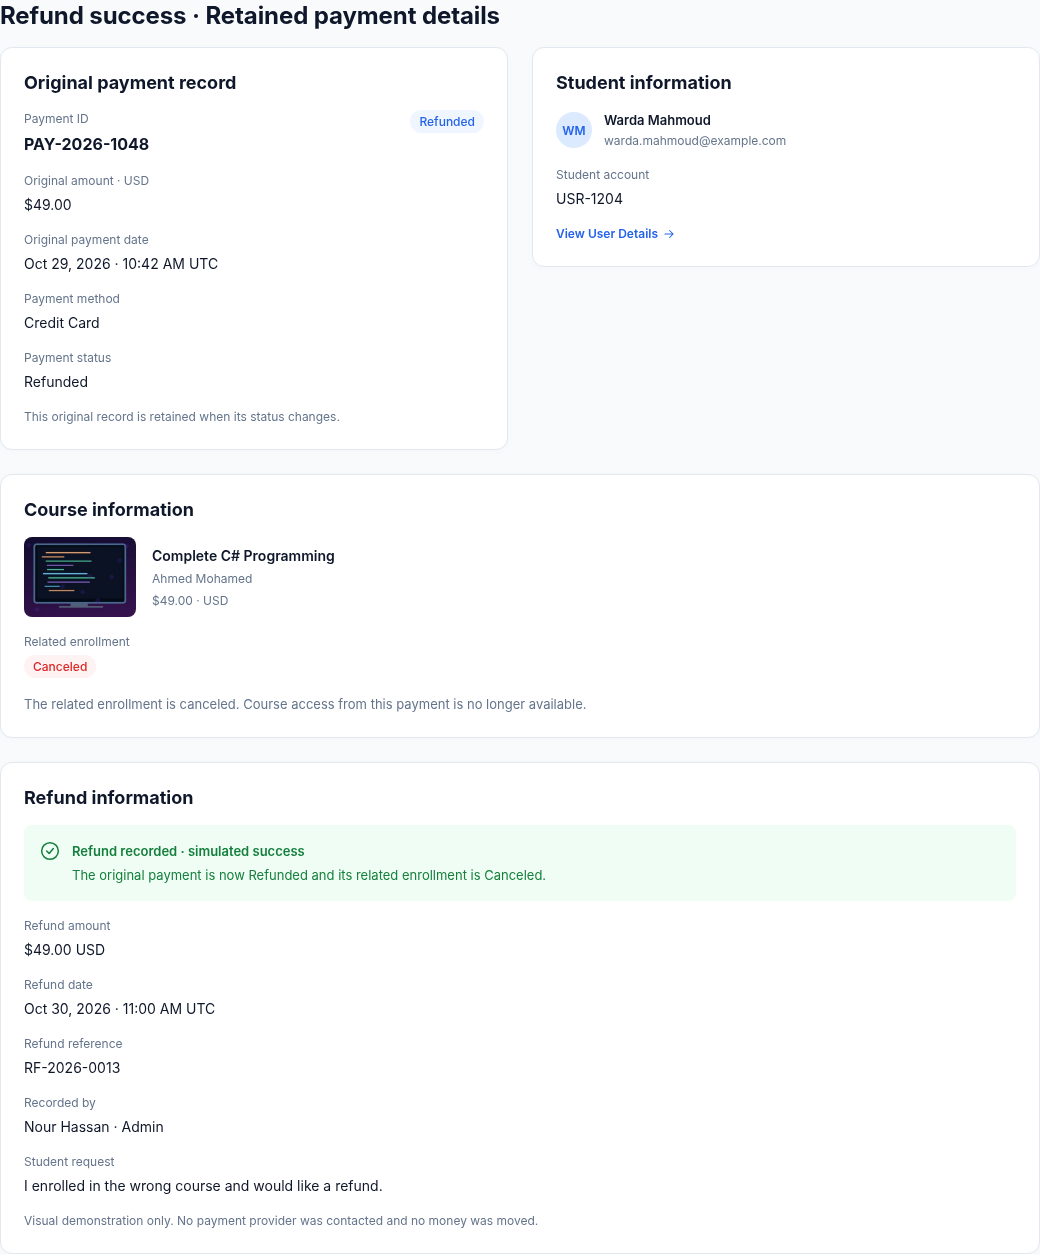 Refund success · Retained payment details
Original payment record
Payment ID
Refunded
PAY-2026-1048
Original amount · USD
$49.00
Original payment date
Oct 29, 2026 · 10:42 AM UTC
Payment method
Credit Card
Payment status
Refunded
This original record is retained when its status changes.
Student information
WM
Warda Mahmoud
warda.mahmoud@example.com
Student account
USR-1204
View User Details →
Course information
Complete C# Programming
Ahmed Mohamed
$49.00 · USD
Related enrollment
Canceled
The related enrollment is canceled. Course access from this payment is no longer available.
Refund information
Refund recorded · simulated success
The original payment is now Refunded and its related enrollment is Canceled.
Refund amount
$49.00 USD
Refund date
Oct 30, 2026 · 11:00 AM UTC
Refund reference
RF-2026-0013
Recorded by
Nour Hassan · Admin
Student request
I enrolled in the wrong course and would like a refund.
Visual demonstration only. No payment provider was contacted and no money was moved.